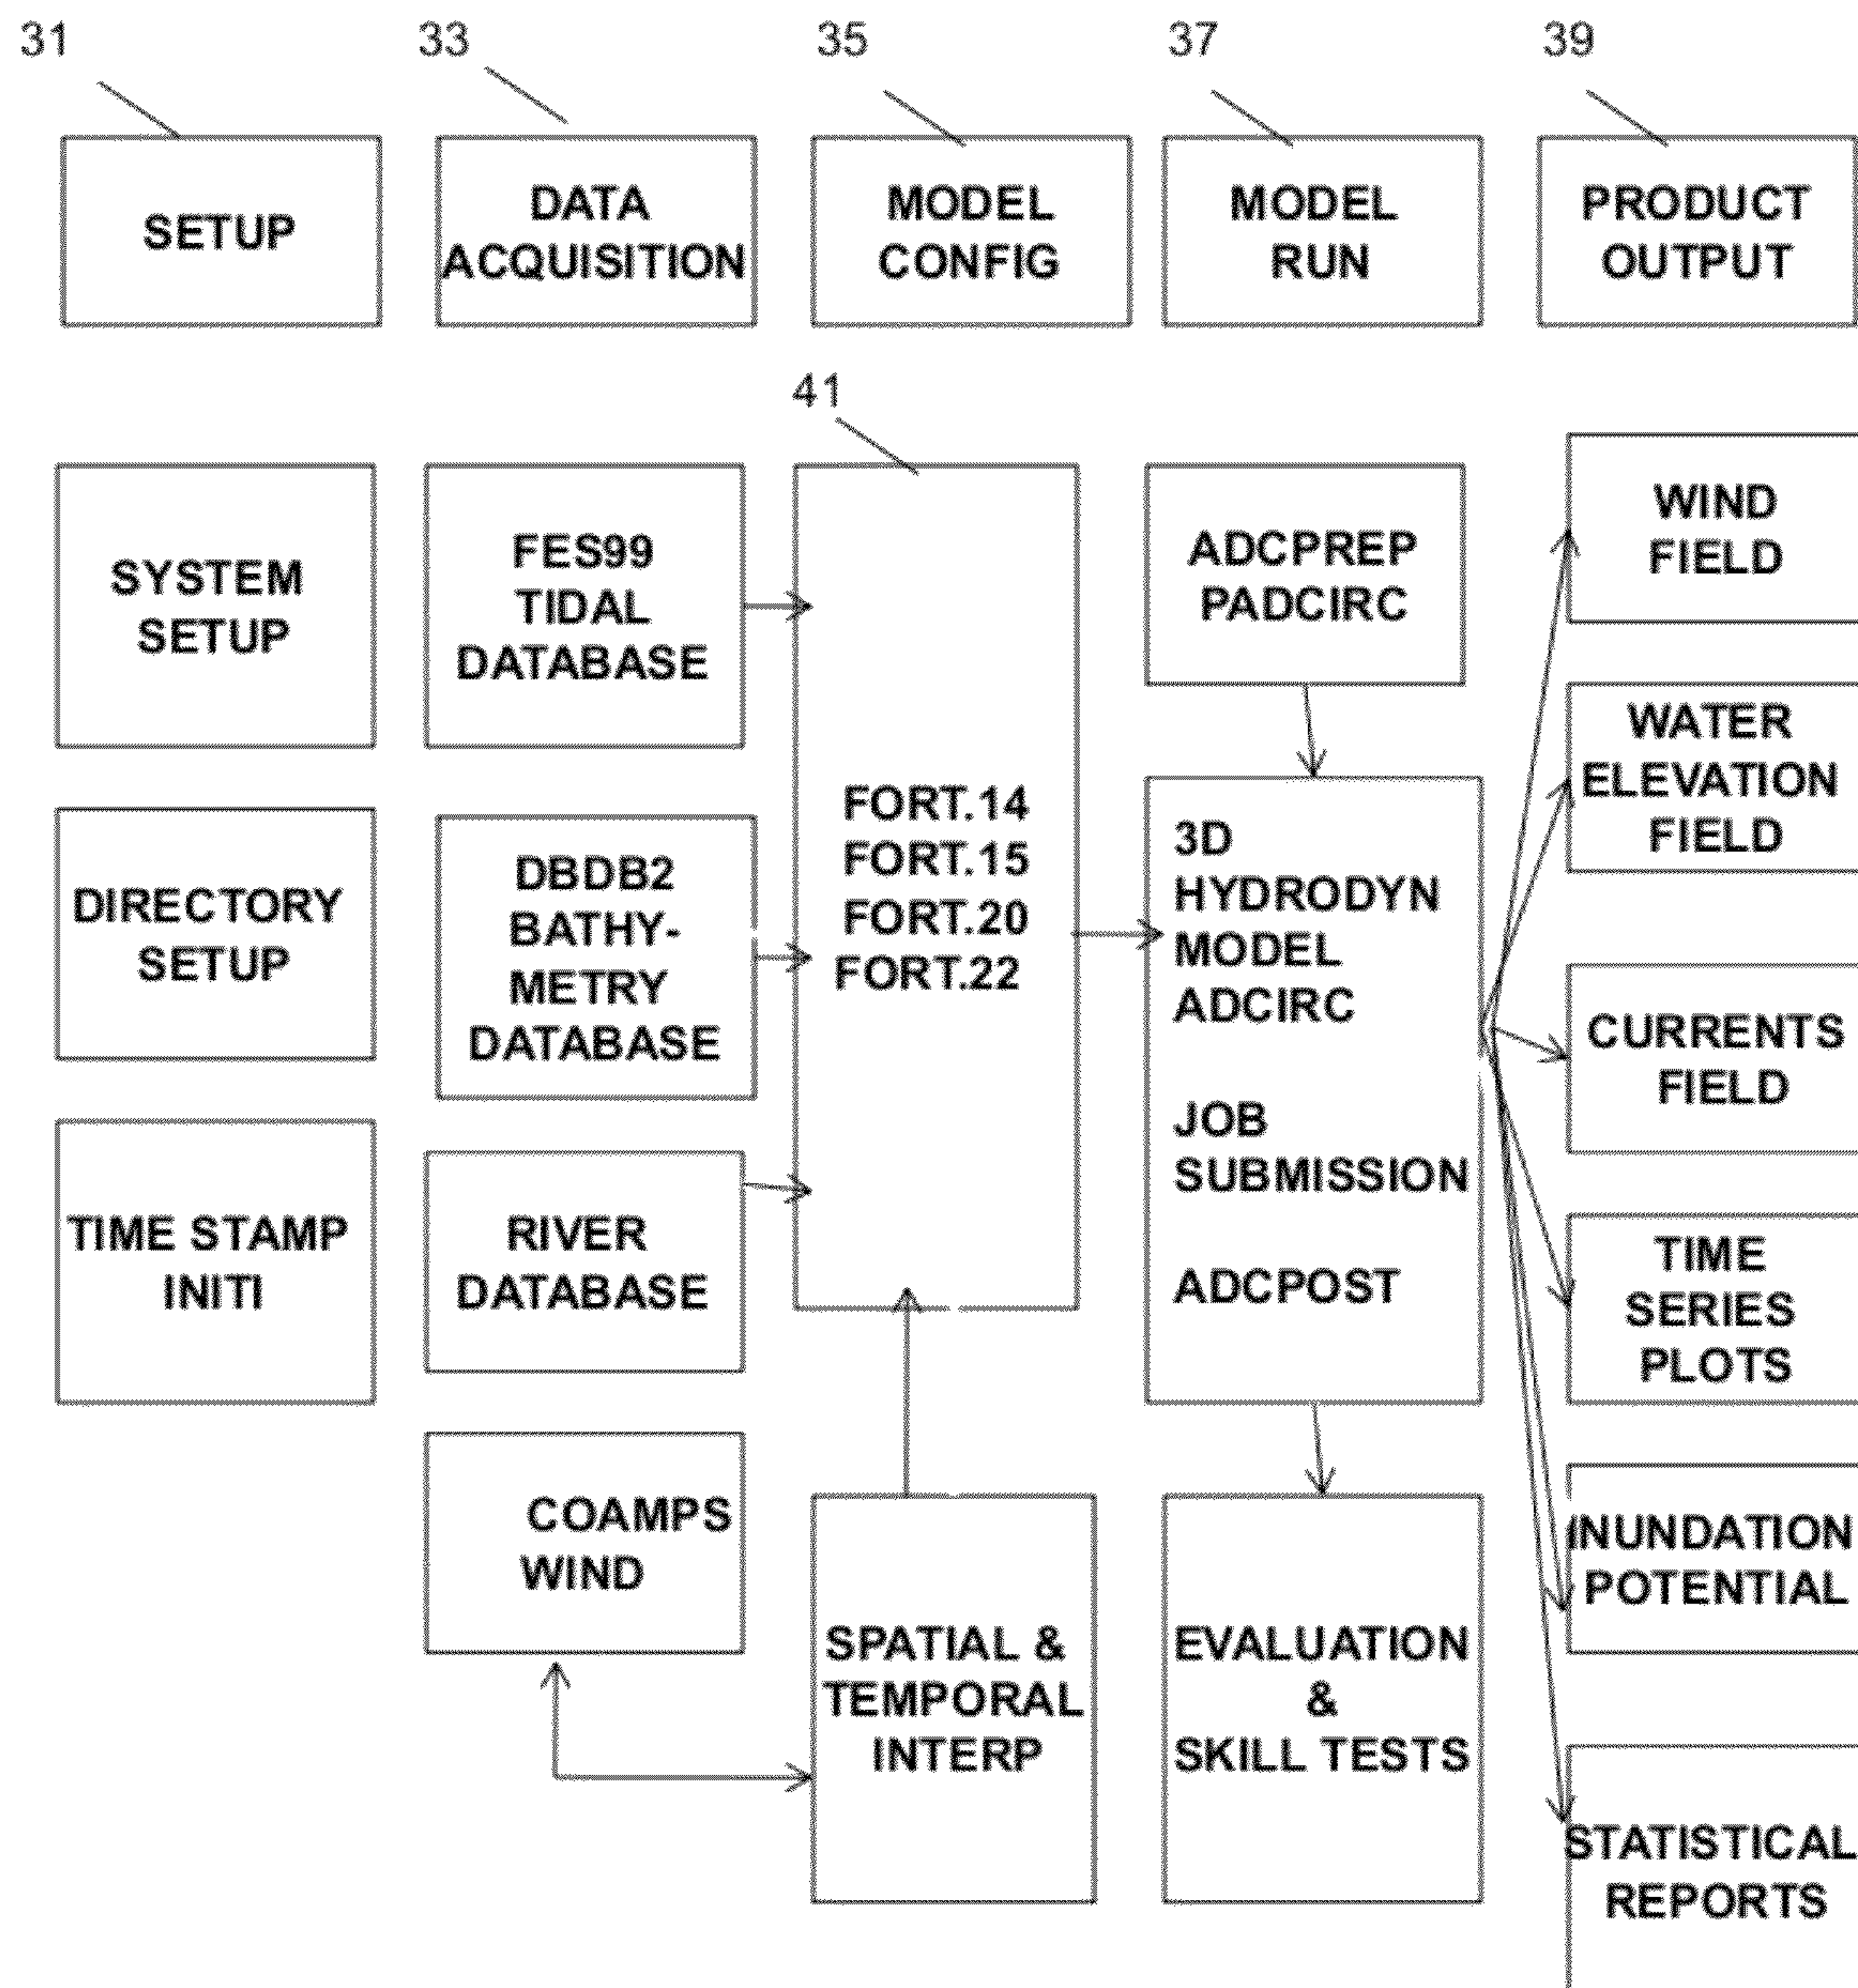 31
33
35
37
39
SETUP
DATA
ACQUISITION
MODEL
CONFIG
MODEL
RUN
PRODUCT
OUTPUT
41
SYSTEM
SETUP
DIRECTORY
SETUP
TIME STAMP
INITI
FES99
TIDAL
DATABASE
DBDB2
BATHY-
METRY
DATABASE
RIVER
DATABASE
COAMPS
WIND
FORT.14
FORT.15
FORT.20
FORT.22
SPATIAL &
TEMPORAL
INTERP
ADCPREP
PADCIRC
3D
HYDRODYN
MODEL
ADCIRC
JOB
SUBMISSION
ADCPOST
EVALUATION
&
SKILL TESTS
WIND
FIELD
WATER
ELEVATION
FIELD
CURRENTS
FIELD
TIME
SERIES
PLOTS
INUNDATION
POTENTIAL
STATISTICAL
REPORTS